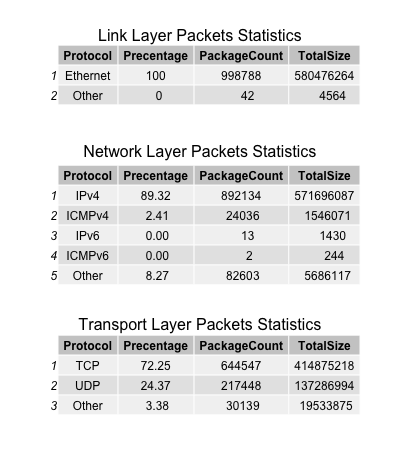 Link Layer Packets Statistics
Protocol Precentage PackageCount TotalSize
1 Ethernet 100 998788 580476264
2 Other 0 42 4564
Network Layer Packets Statistics
Protocol Precentage PackageCount TotalSize
1 IPv4 89.32 892134 571696087
2 ICMPv4 2.41 24036 1546071
3 IPv6 0.00 13 1430
4 ICMPv6 0.00 2 244
5 Other 8.27 82603 5686117
Transport Layer Packets Statistics
Protocol Precentage PackageCount TotalSize
1 TCP 72.25 644547 414875218
2 UDP 24.37 217448 137286994
3 Other 3.38 30139 19533875